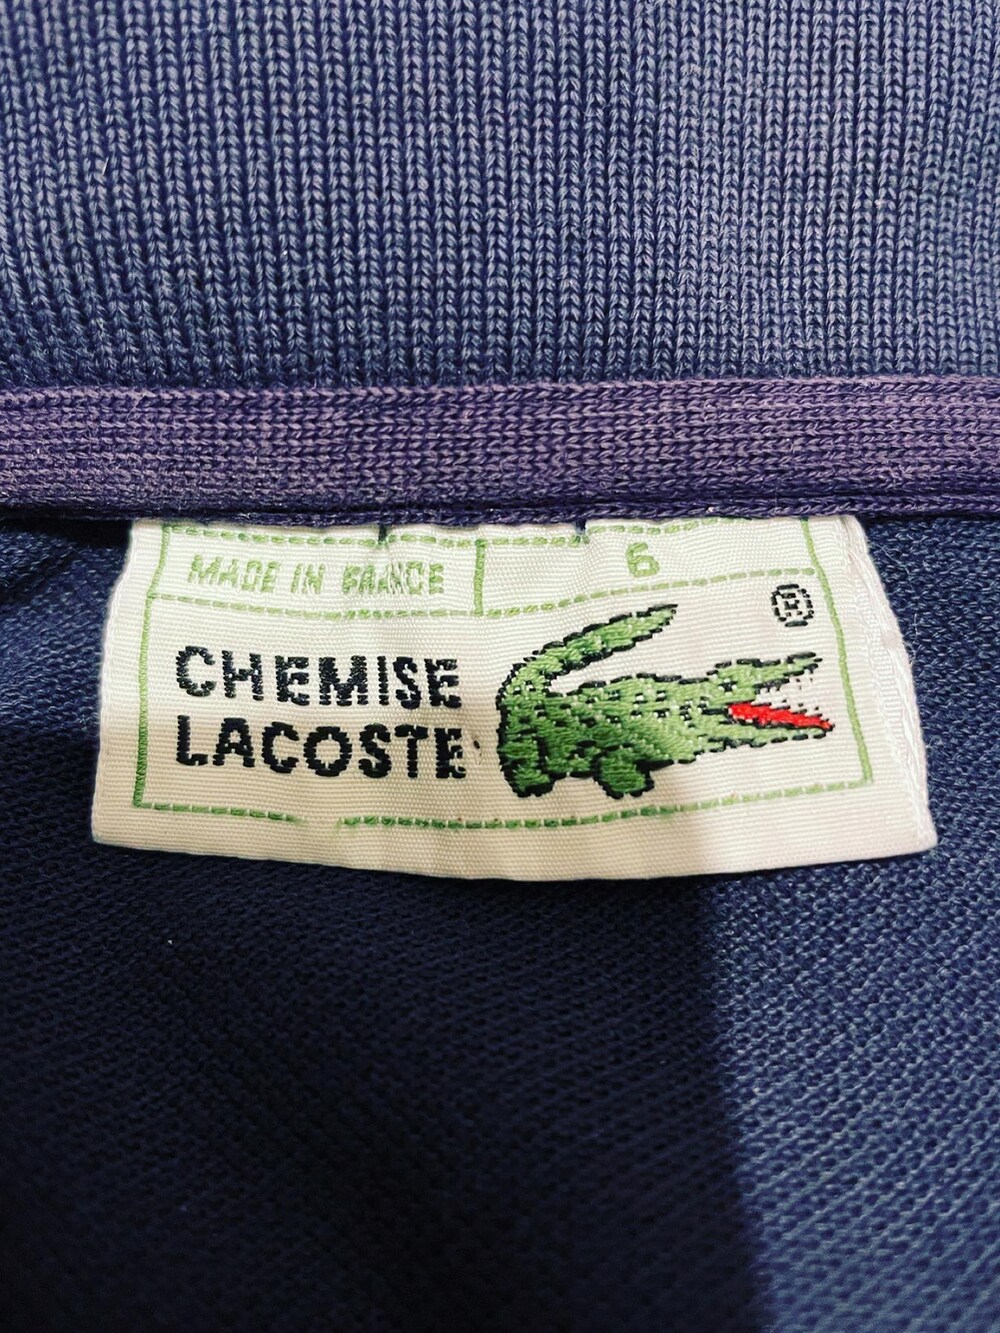 MADE IN FRANCE 6
®
CHEMISE
LACOSTE